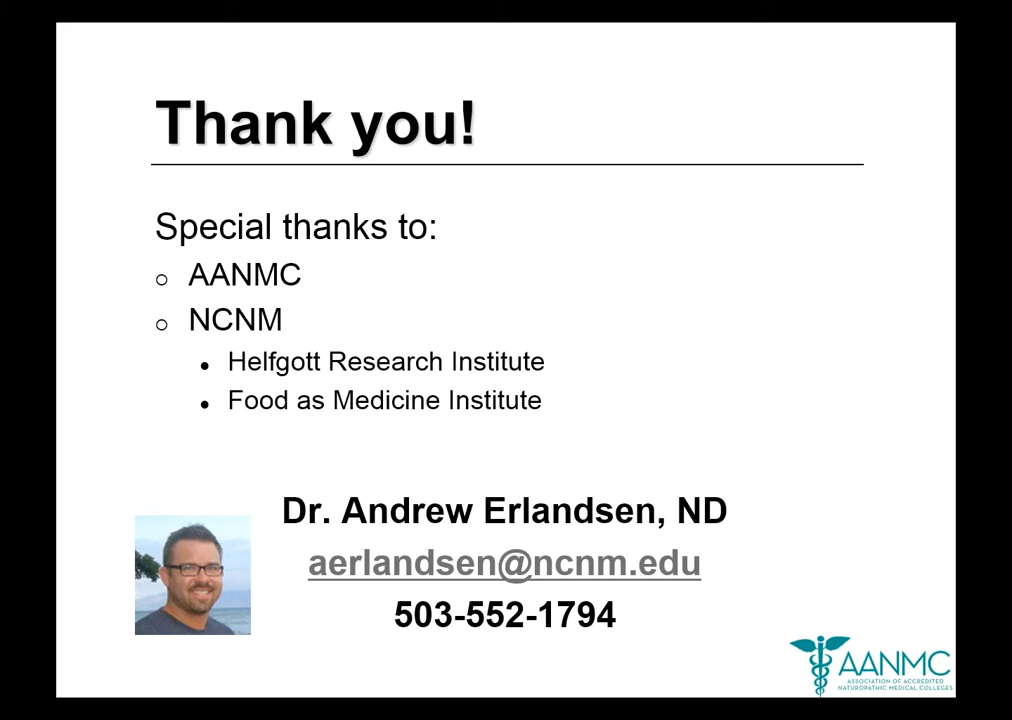 Thank you!
Special thanks to:
AANMC
NCNM
Helfgott Research Institute
Food as Medicine Institute
Dr. Andrew Erlandsen, ND
aerlandsen@ncnm.edu
503-552-1794
AANMC
ASSOCIATION OF ACCREDITED
NATUROPATHIC MEDICAL COLLEGES